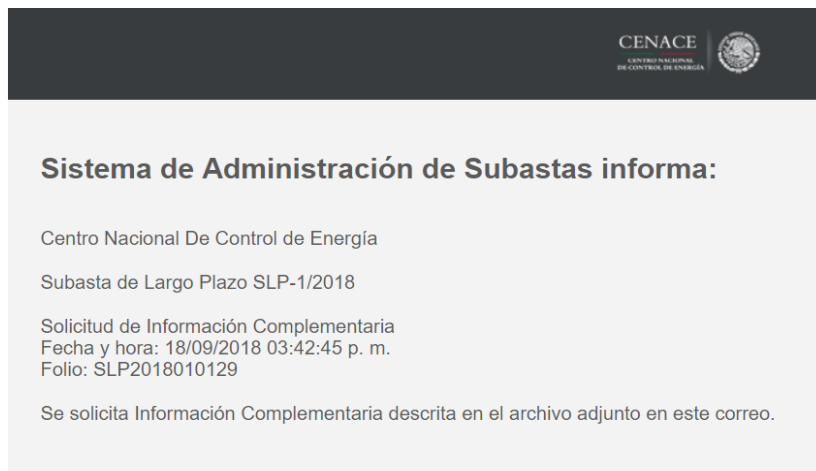 CENACE
CENTRO NACIONAL
DE CONTROL DE ENERGÍA
Sistema de Administración de Subastas informa:
Centro Nacional De Control de Energía
Subasta de Largo Plazo SLP-1/2018
Solicitud de Información Complementaria
Fecha y hora: 18/09/2018 03:42:45 p. m.
Folio: SLP2018010129
Se solicita Información Complementaria descrita en el archivo adjunto en este correo.